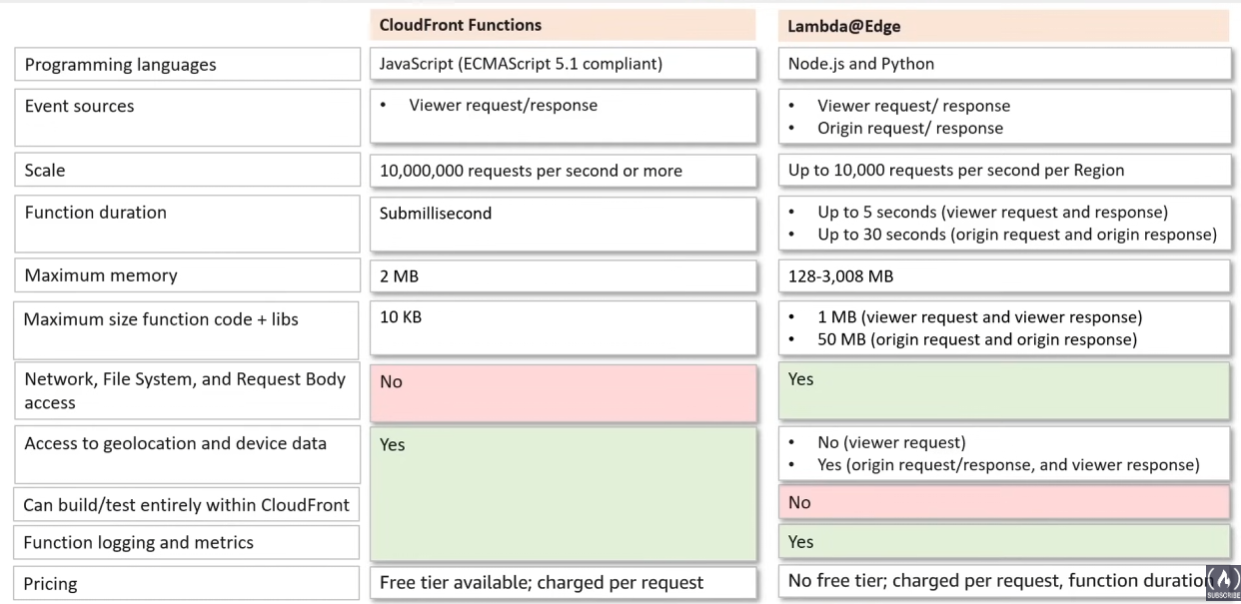 CloudFront Functions
Lambda@Edge
Programming languages
JavaScript (ECMAScript 5.1 compliant)
Node.js and Python
Event sources
• Viewer request/response
• Viewer request/ response
• Origin request/ response
Scale
10,000,000 requests per second or more
Up to 10,000 requests per second per Region
Function duration
Submillisecond
• Up to 5 seconds (viewer request and response)
• Up to 30 seconds (origin request and origin response)
Maximum memory
2 MB
128-3,008 MB
Maximum size function code + libs
10 KB
• 1 MB (viewer request and viewer response)
• 50 MB (origin request and origin response)
Network, File System, and Request Body
access
No
Yes
Access to geolocation and device data
Yes
• No (viewer request)
• Yes (origin request/response, and viewer response)
Can build/test entirely within CloudFront
No
Function logging and metrics
Yes
Pricing
Free tier available; charged per request
No free tier; charged per request, function duration
SUBSCRIBE